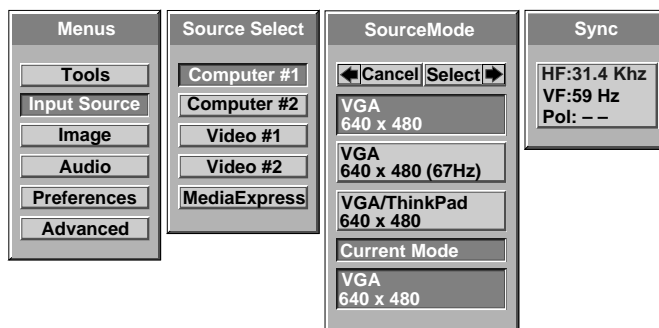 Menus
Tools
Input Source
Image
Audio
Preferences
Advanced
Source Select
Computer #1
Computer #2
Video #1
Video #2
MediaExpress
SourceMode
Cancel Select
VGA
640 x 480
VGA
640 x 480 (67Hz)
VGA/ThinkPad
640 x 480
Current Mode
VGA
640 x 480
Sync
HF:31.4 Khz
VF:59 Hz
Pol: – –